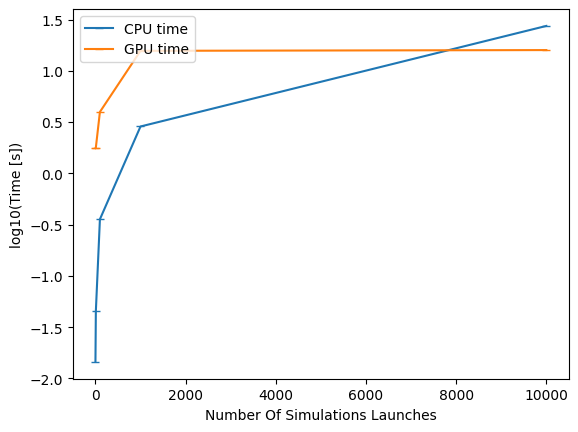 CPU time
GPU time
1.5
1.0
0.5
0.0
−0.5
−1.0
−1.5
−2.0
log10(Time [s])
0 2000 4000 6000 8000 10000
Number Of Simulations Launches